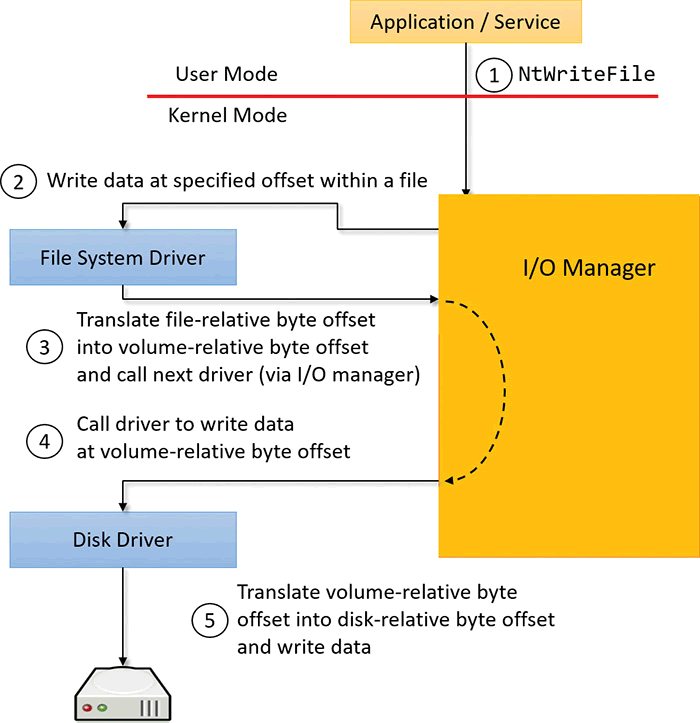 Application / Service
User Mode
1 NtWriteFile
Kernel Mode
2 Write data at specified offset within a file
File System Driver
I/O Manager
3 Translate file-relative byte offset
into volume-relative byte offset
and call next driver (via I/O manager)
4 Call driver to write data
at volume-relative byte offset
Disk Driver
5 Translate volume-relative byte
offset into disk-relative byte offset
and write data